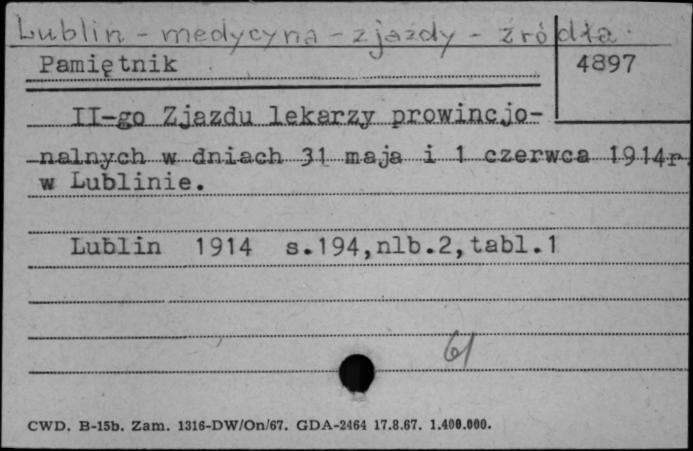 Lublin - medycyna - zjazdy - źródła.
Pamiętnik
4897
II-go Zjazdu lekarzy prowincjo-
nalnych w dniach 31 maja i 1 czerwca 1914r.
w Lublinie.
Lublin 1914 s.194,nlb.2,tabl.1
61
CWD. B-15b. Zam. 1316-DW/On/67. GDA-2464 17.8.67. 1.400.000.